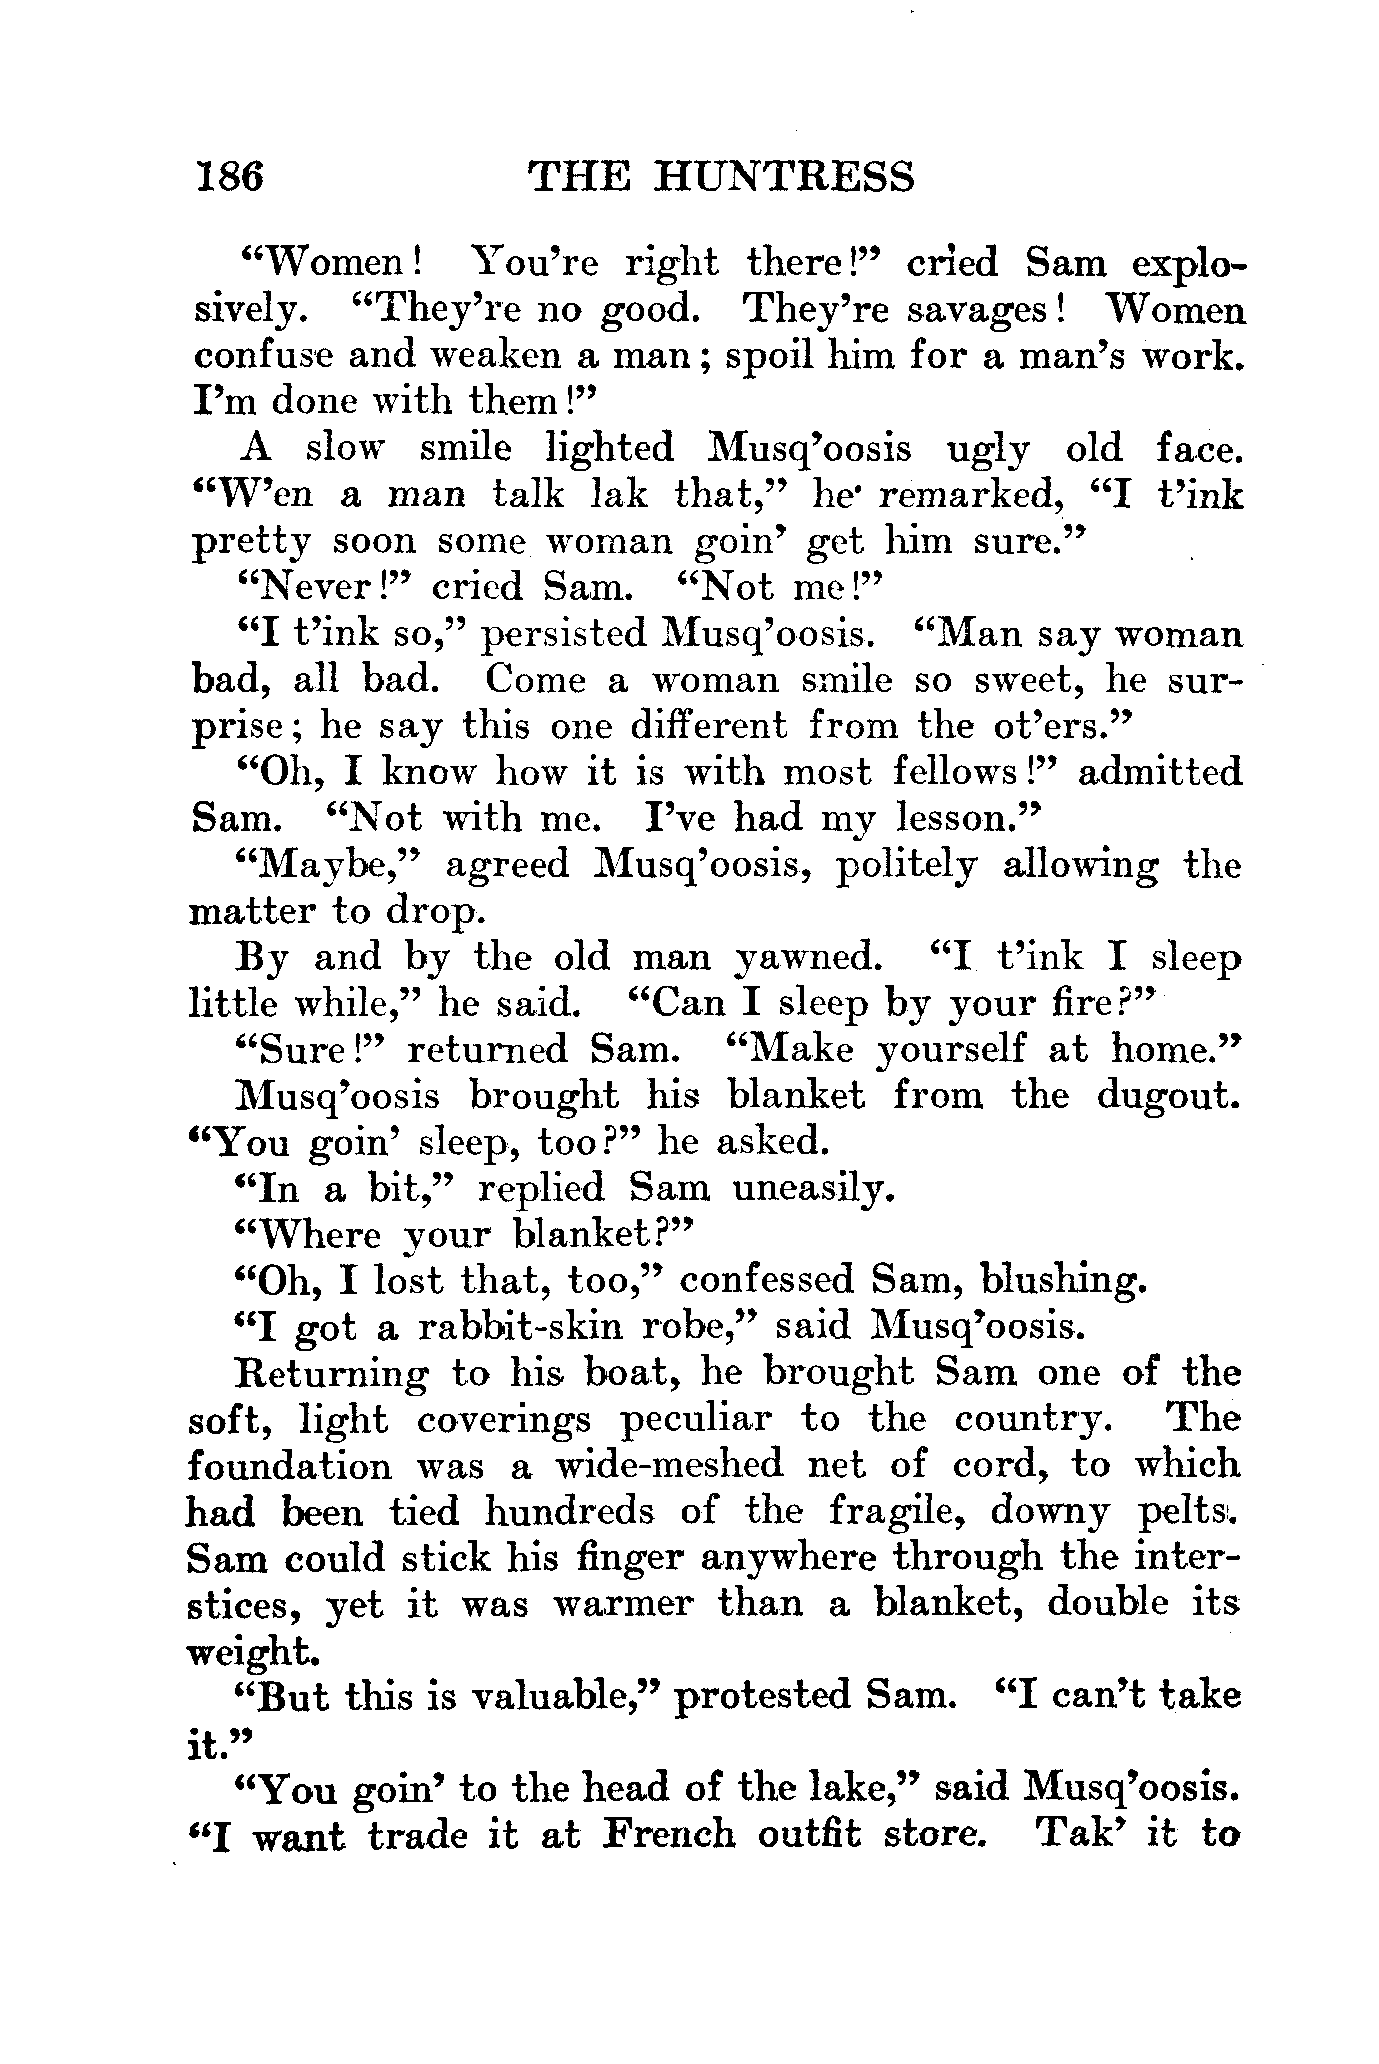 186 THE HUNTRESS
“Women! You’re right there!” cried Sam explo-
sively. “They’re no good. They’re savages! Women
confuse and weaken a man; spoil him for a man’s work.
I’m done with them!”
A slow smile lighted Musq’oosis ugly old face.
“W’en a man talk lak that,” he remarked, “I t’ink
pretty soon some woman goin’ get him sure.”
“Never!” cried Sam. “Not me!”
“I t’ink so,” persisted Musq’oosis. “Man say woman
bad, all bad. Come a woman smile so sweet, he sur-
prise; he say this one different from the ot’ers.”
“Oh, I know how it is with most fellows!” admitted
Sam. “Not with me. I’ve had my lesson.”
“Maybe,” agreed Musq’oosis, politely allowing the
matter to drop.
By and by the old man yawned. “I t’ink I sleep
little while,” he said. “Can I sleep by your fire?”
“Sure!” returned Sam. “Make yourself at home.”
Musq’oosis brought his blanket from the dugout.
“You goin’ sleep, too?” he asked.
“In a bit,” replied Sam uneasily.
“Where your blanket?”
“Oh, I lost that, too,” confessed Sam, blushing.
“I got a rabbit-skin robe,” said Musq’oosis.
Returning to his boat, he brought Sam one of the
soft, light coverings peculiar to the country. The
foundation was a wide-meshed net of cord, to which
had been tied hundreds of the fragile, downy pelts.
Sam could stick his finger anywhere through the inter-
stices, yet it was warmer than a blanket, double its
weight.
“But this is valuable,” protested Sam. “I can’t take
it.”
“You goin’ to the head of the lake,” said Musq’oosis.
“I want trade it at French outfit store. Tak’ it to